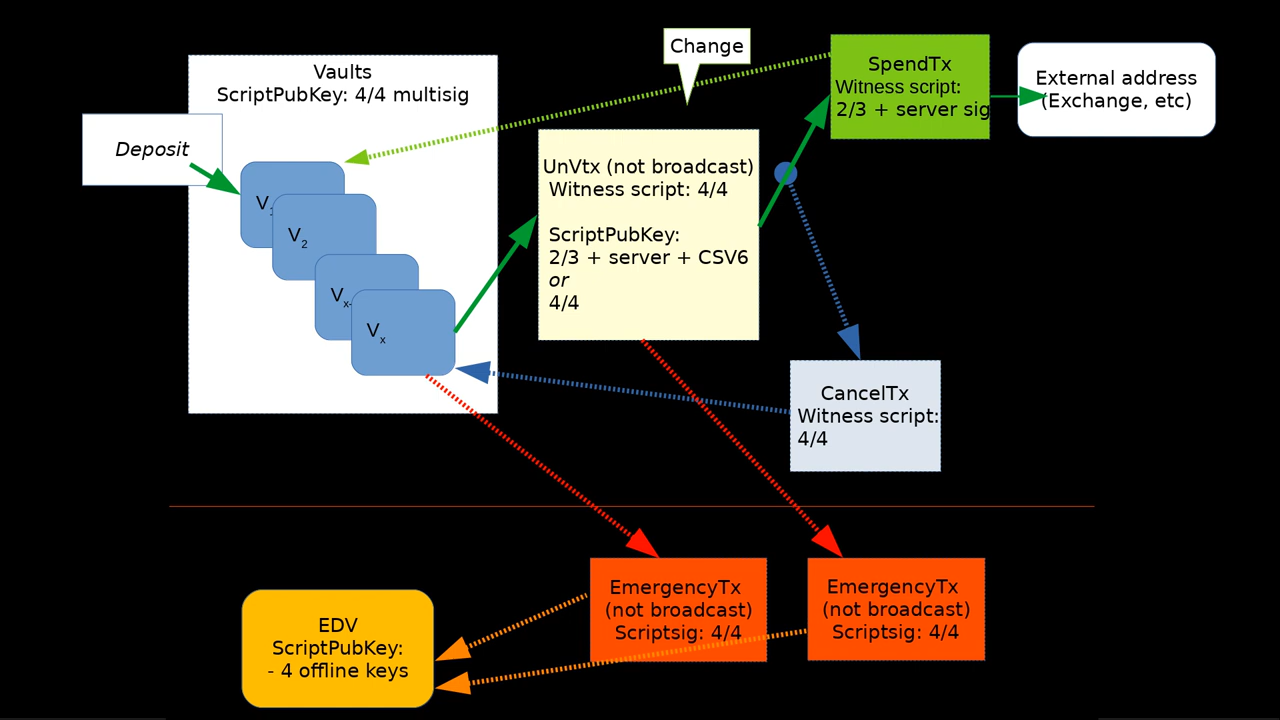 Change
Vaults
ScriptPubKey: 4/4 multisig
SpendTx
Witness script:
2/3 + server sig
External address
(Exchange, etc)
Deposit
V1
V2
Vx-
Vx
UnVtx (not broadcast)
Witness script: 4/4
ScriptPubKey:
2/3 + server + CSV6
or
4/4
CancelTx
Witness script:
4/4
EmergencyTx
(not broadcast)
Scriptsig: 4/4
EmergencyTx
(not broadcast)
Scriptsig: 4/4
EDV
ScriptPubKey:
- 4 offline keys